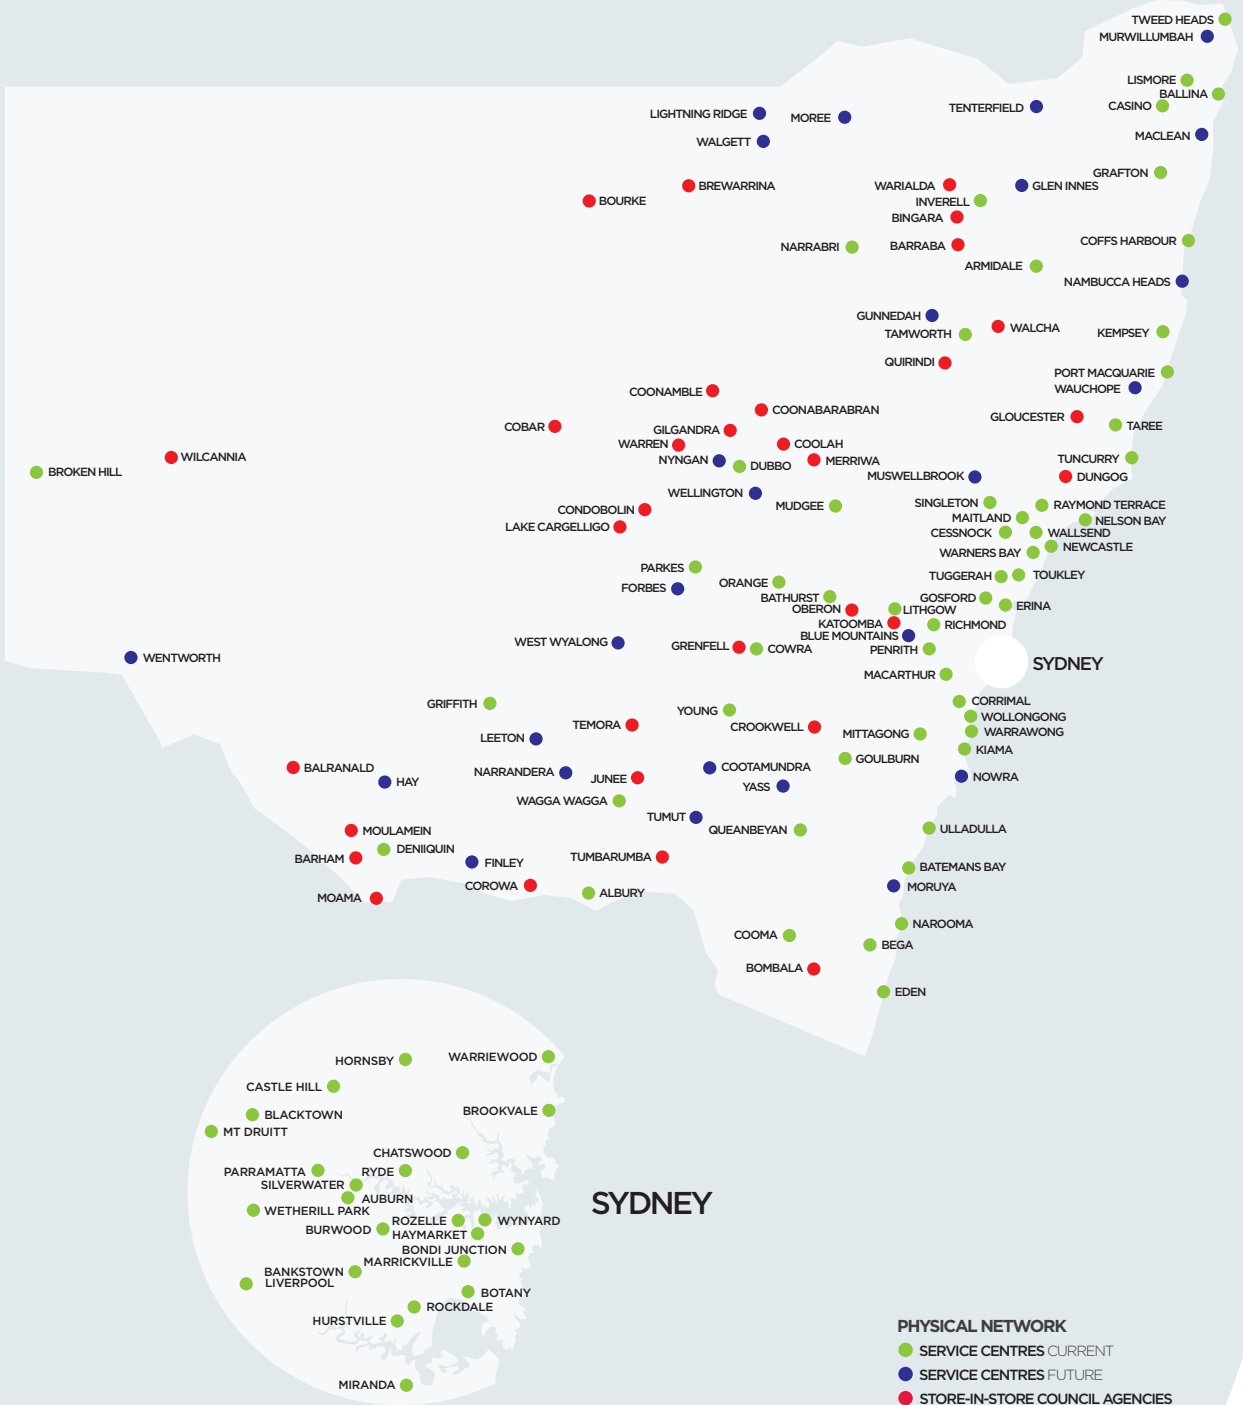 TWEED HEADS
MURWILLUMBAH
LISMORE
BALLINA
CASINO
LIGHTNING RIDGE
MOREE
TENTERFIELD
MACLEAN
WALGETT
GRAFTON
BREWARRINA
WARIALDA
GLEN INNES
BOURKE
INVERELL
BINGARA
COFFS HARBOUR
NARRABRI
BARRABA
ARMIDALE
NAMBUCCA HEADS
GUNNEDAH
TAMWORTH
WALCHA
KEMPSEY
QUIRINDI
PORT MACQUARIE
WAUCHOPE
COONAMBLE
COONABARABRAN
GLOUCESTER
TAREE
COBAR
GILGANDRA
WARREN
COOLAH
NYNGAN
DUBBO
MERRIWA
TUNCURRY
WILCANNIA
BROKEN HILL
MUSWELLBROOK
DUNGOG
WELLINGTON
MUDGEE
SINGLETON
RAYMOND TERRACE
CONDOBOLIN
MAITLAND
NELSON BAY
LAKE CARGELLIGO
CESSNOCK
WALLSEND
WARNERS BAY
NEWCASTLE
PARKES
ORANGE
TUGGERAH
TOUKLEY
FORBES
BATHURST
GOSFORD
ERINA
OBERON
LITHGOW
KATOOMBA
RICHMOND
BLUE MOUNTAINS
WEST WYALONG
GRENFELL
COWRA
PENRITH
WENTWORTH
SYDNEY
MACARTHUR
GRIFFITH
YOUNG
CORRIMAL
WOLLONGONG
TEMORA
CROOKWELL
MITTAGONG
WARRAWONG
LEETON
KIAMA
GOULBURN
BALRANALD
HAY
NARRANDERA
JUNEE
COOTAMUNDRA
YASS
NOWRA
WAGGA WAGGA
TUMUT
QUEANBEYAN
ULLADULLA
MOULAMEIN
DENIIQUIN
BARHAM
FINLEY
TUMBARUMBA
BATEMANS BAY
MOAMA
COROWA
ALBURY
MORUYA
NAROOMA
COOMA
BEGA
BOMBALA
EDEN
HORNSBY
WARRIEWOOD
CASTLE HILL
BLACKTOWN
BROOKVALE
MT DRUITT
CHATSWOOD
PARRAMATTA
RYDE
SILVERWATER
AUBURN
WETHERILL PARK
ROZELLE
WYNYARD
BURWOOD
HAYMARKET
BONDI JUNCTION
MARRICKVILLE
BANKSTOWN
LIVERPOOL
BOTANY
ROCKDALE
HURSTVILLE
MIRANDA
SYDNEY
PHYSICAL NETWORK
SERVICE CENTRES CURRENT
SERVICE CENTRES FUTURE
STORE-IN-STORE COUNCIL AGENCIES